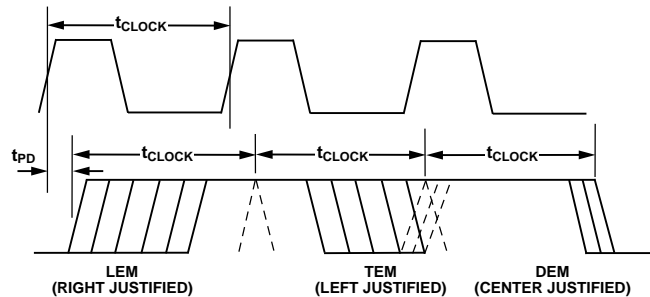 tCLOCK
tPD
tCLOCK
tCLOCK
tCLOCK
LEM
(RIGHT JUSTIFIED)
TEM
(LEFT JUSTIFIED)
DEM
(CENTER JUSTIFIED)